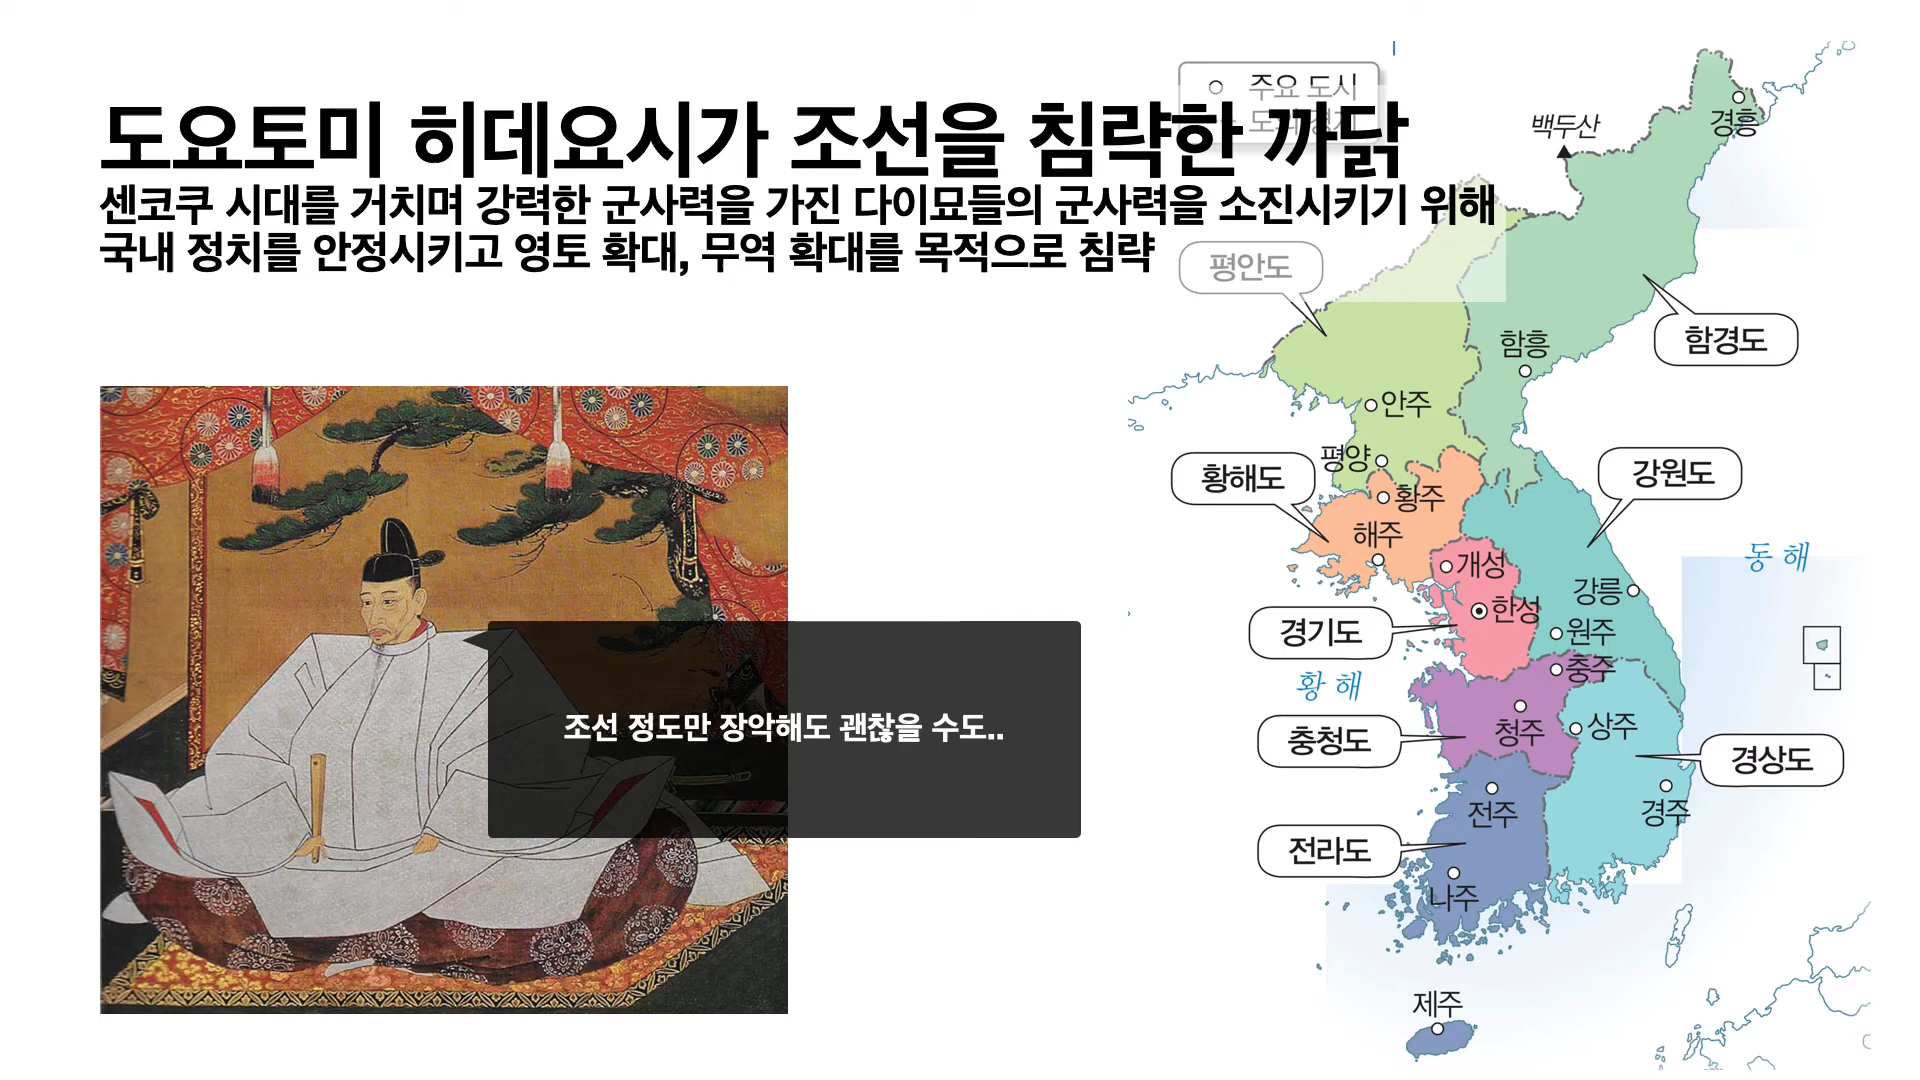 도요토미 히데요시가 조선을 침략한 까닭
센코쿠 시대를 거치며 강력한 군사력을 가진 다이묘들의 군사력을 소진시키기 위해
국내 정치를 안정시키고 영토 확대, 무역 확대를 목적으로 침략
조선 정도만 장악해도 괜찮을 수도..
주요 도시
백두산
경흥
평안도
함경도
함흥
안주
평양
황해도
황주
해주
강원도
개성
한성
강릉
동해
경기도
원주
황해
충주
충청도
청주
상주
경상도
전주
경주
전라도
나주
제주